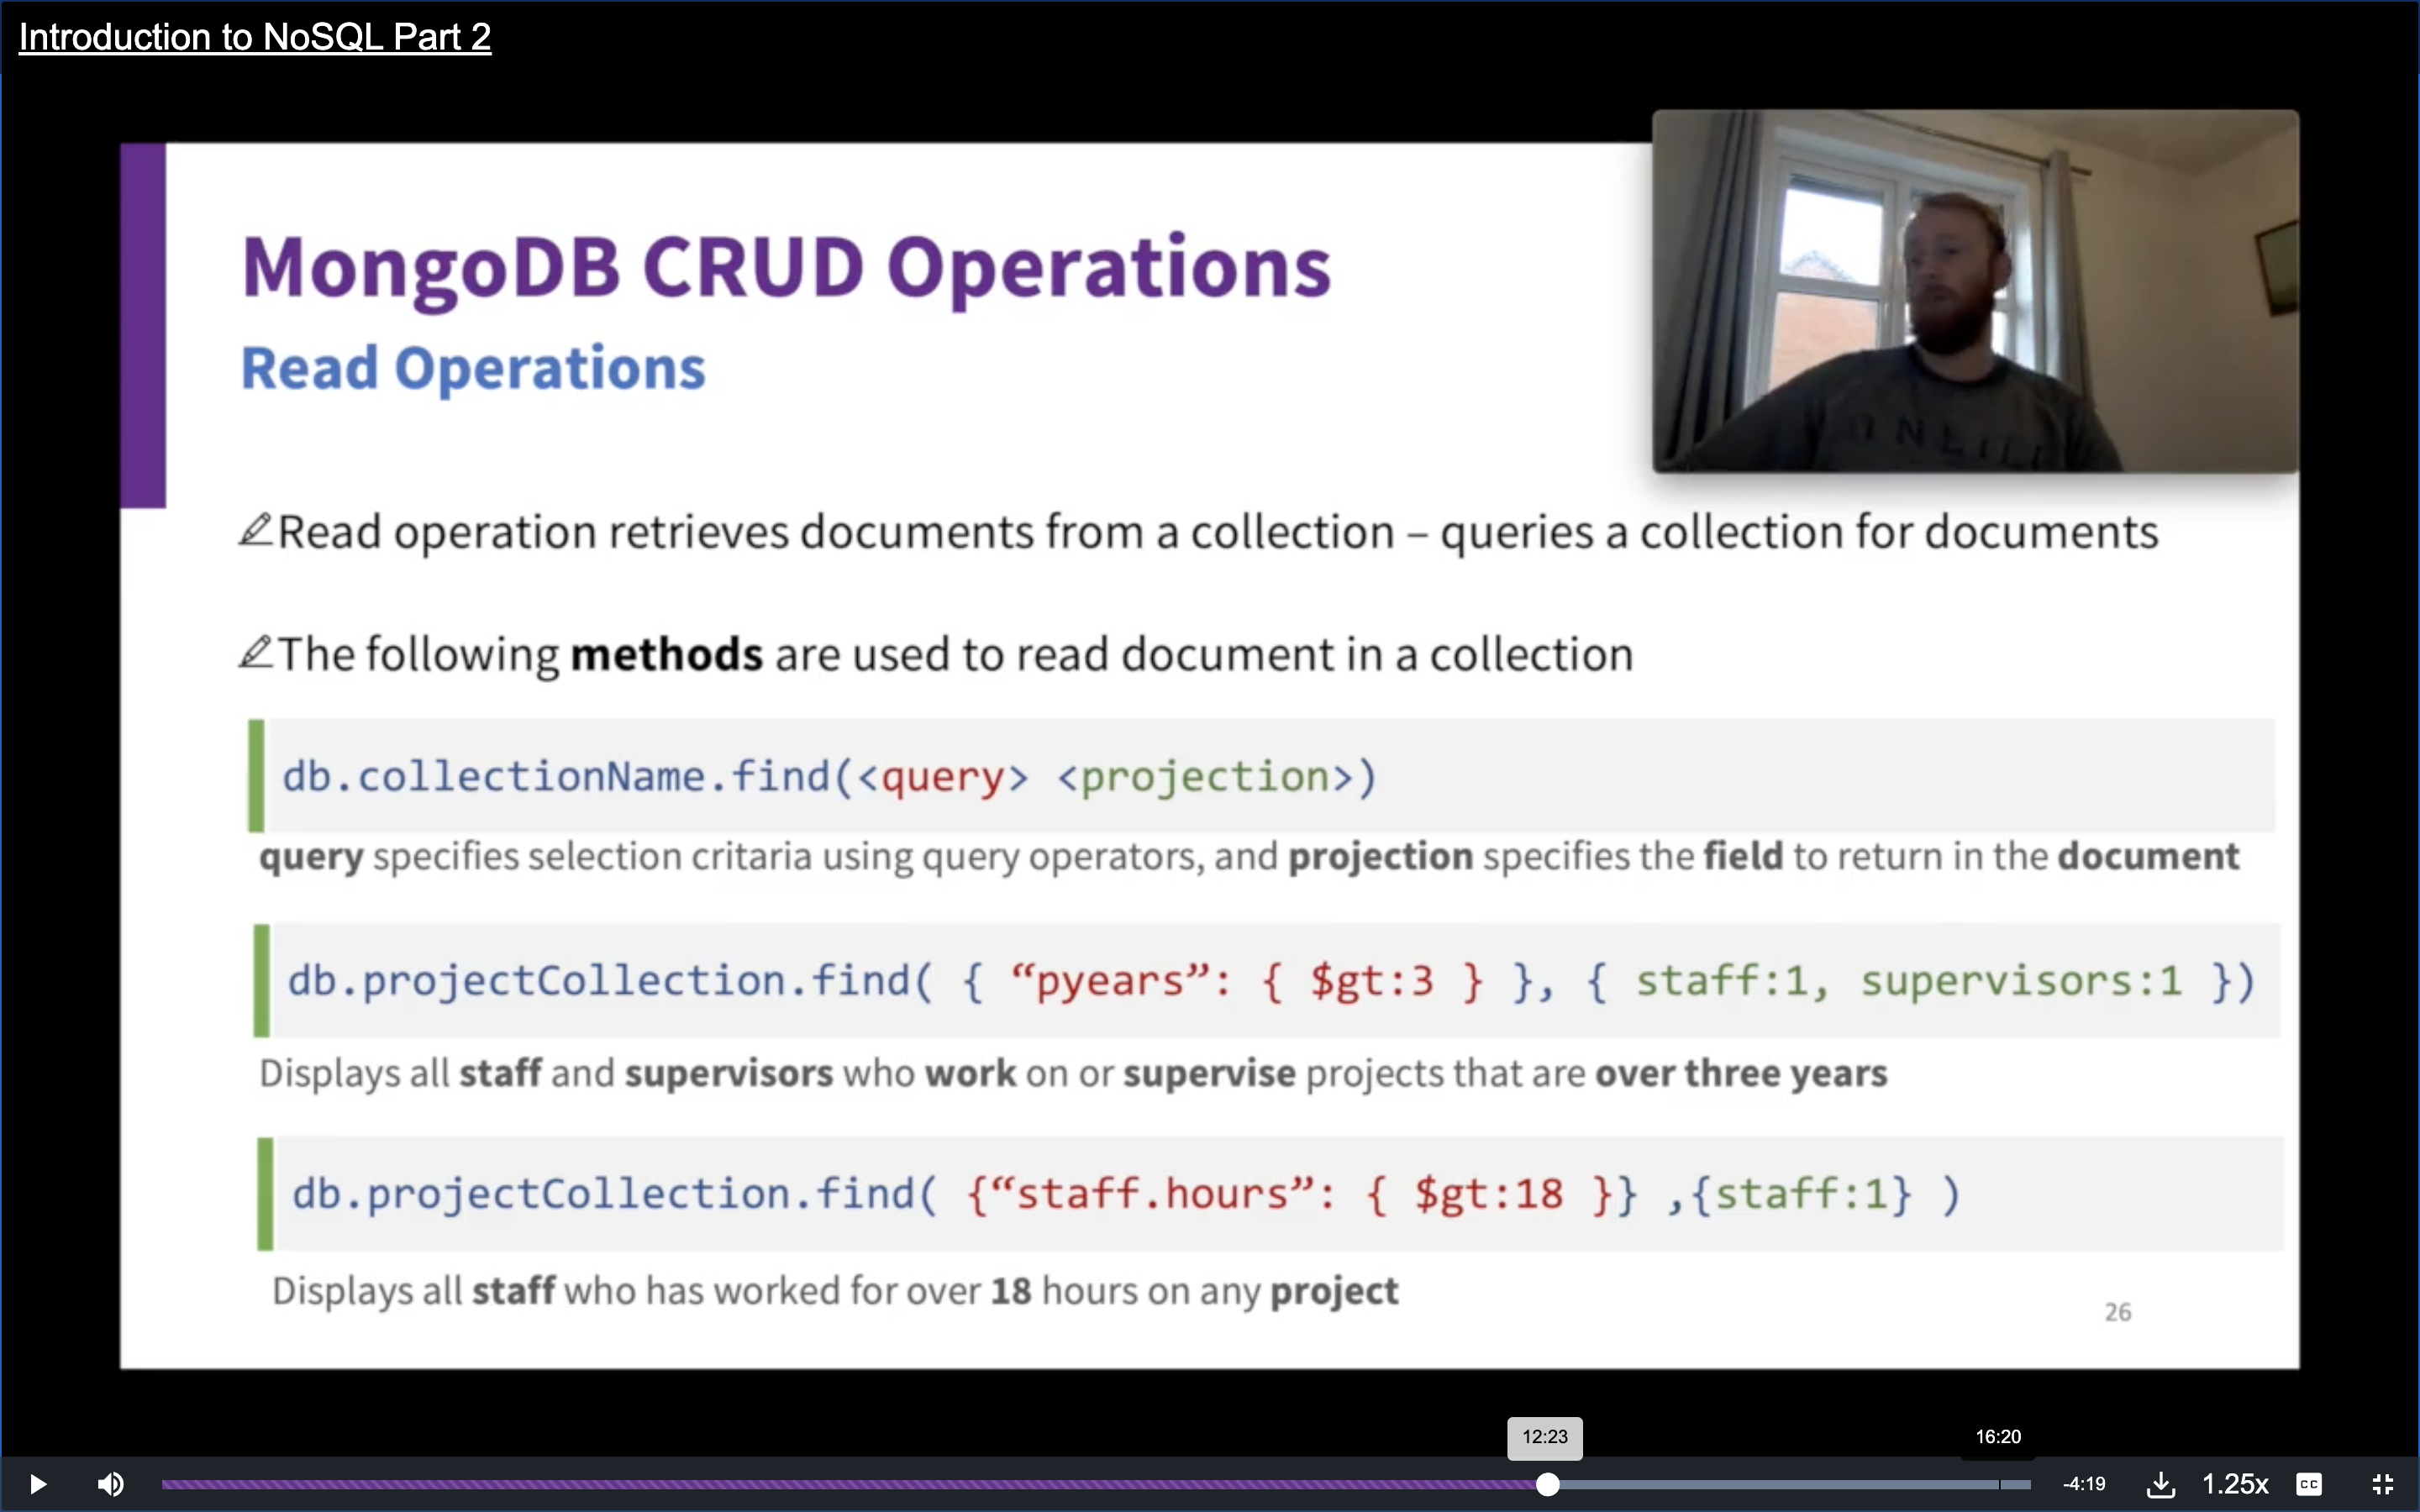 Introduction to NoSQL Part 2
MongoDB CRUD Operations
Read Operations
Read operation retrieves documents from a collection – queries a collection for documents
The following methods are used to read document in a collection
db.collectionName.find(<query> <projection>)
query specifies selection critaria using query operators, and projection specifies the field to return in the document
db.projectCollection.find( { “pyears”: { $gt:3 } }, { staff:1, supervisors:1 })
Displays all staff and supervisors who work on or supervise projects that are over three years
db.projectCollection.find( {“staff.hours”: { $gt:18 }} ,{staff:1} )
Displays all staff who has worked for over 18 hours on any project
26
12:23
16:20
-4:19
1.25x
CC